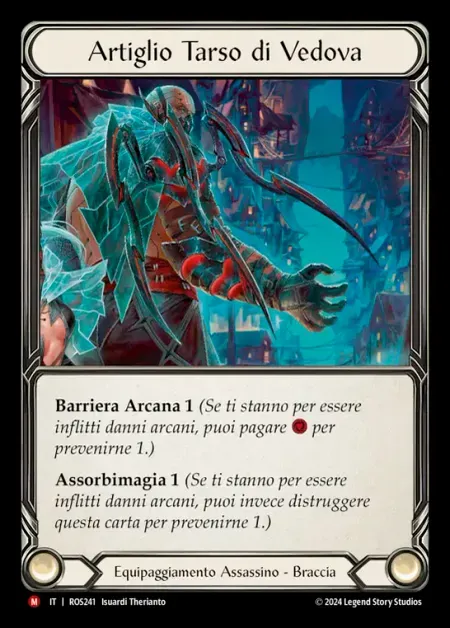 Artiglio Tarso di Vedova
Barriera Arcana 1 (Se ti stanno per essere
inflitti danni arcani, puoi pagare per
prevenirne 1.)
Assorbimagia 1 (Se ti stanno per essere
inflitti danni arcani, puoi invece distruggere
questa carta per prevenirne 1.)
Equipaggiamento Assassino - Braccia
M IT | ROS241 Isuardi Therianto © 2024 Legend Story Studios